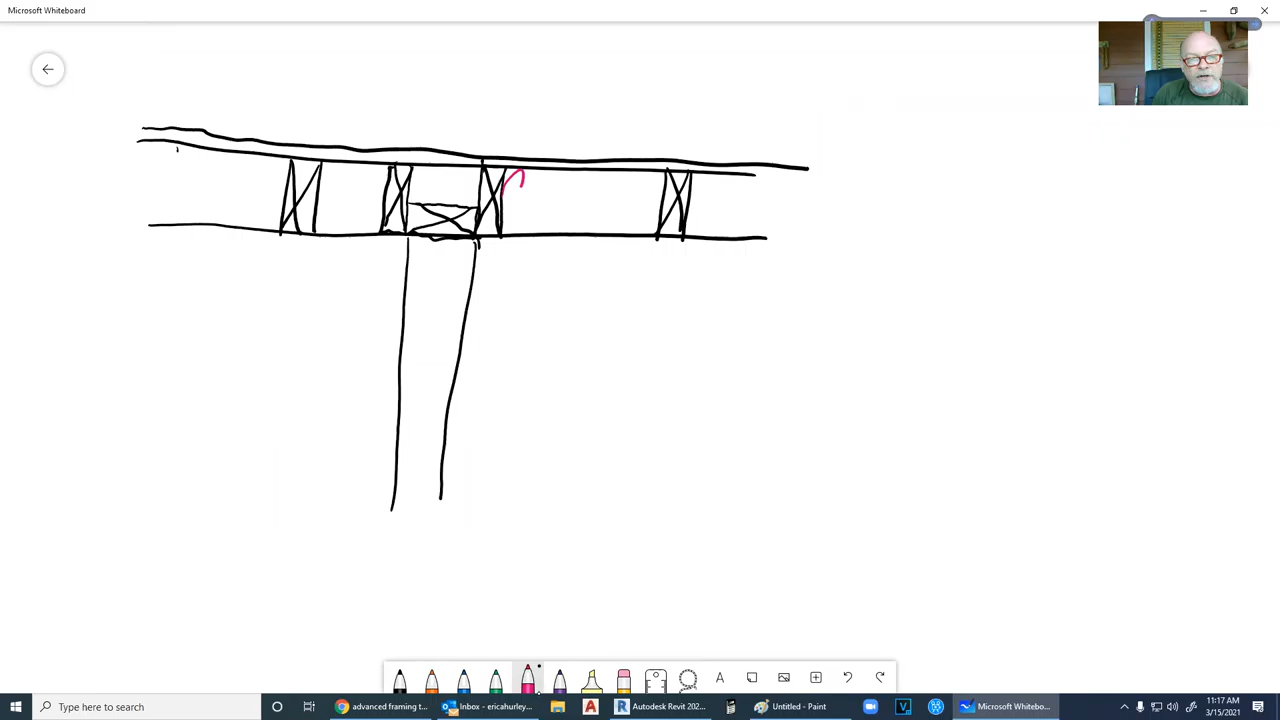 Microsoft Whiteboard
A
Type here to search
advanced framing t...
Inbox - ericahurley...
A
R
Autodesk Revit 202...
Untitled - Paint
V
Microsoft Whiteboa...
11:17 AM
3/15/2021